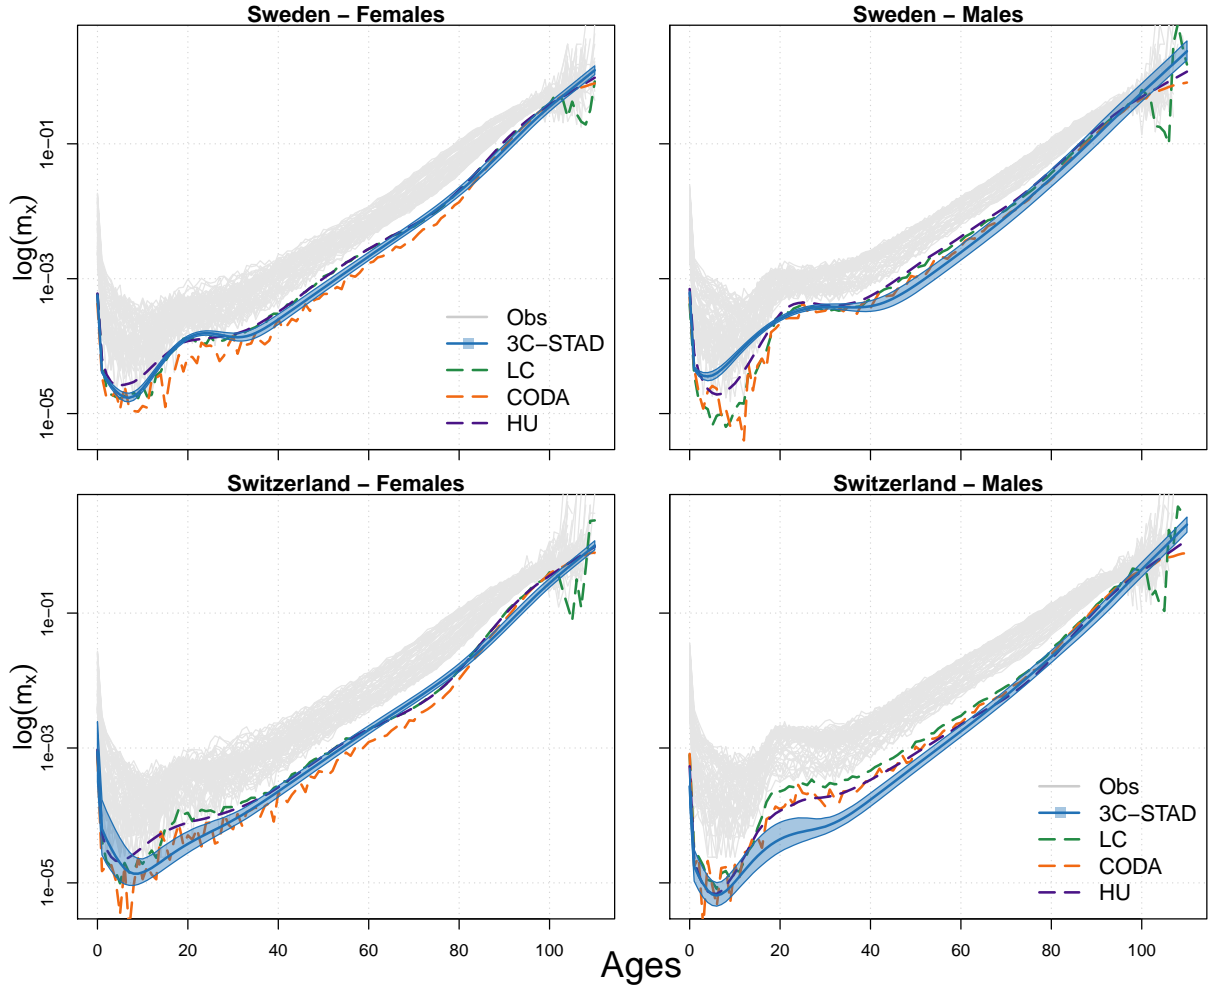 Sweden − Females
Sweden − Males
log(mx)
1e−01
1e−03
1e−05
Obs
3C−STAD
LC
CODA
HU
Switzerland − Females
Switzerland − Males
log(mx)
1e−01
1e−03
1e−05
Obs
3C−STAD
LC
CODA
HU
0 20 40 60 80 100
0 20 40 60 80 100
Ages